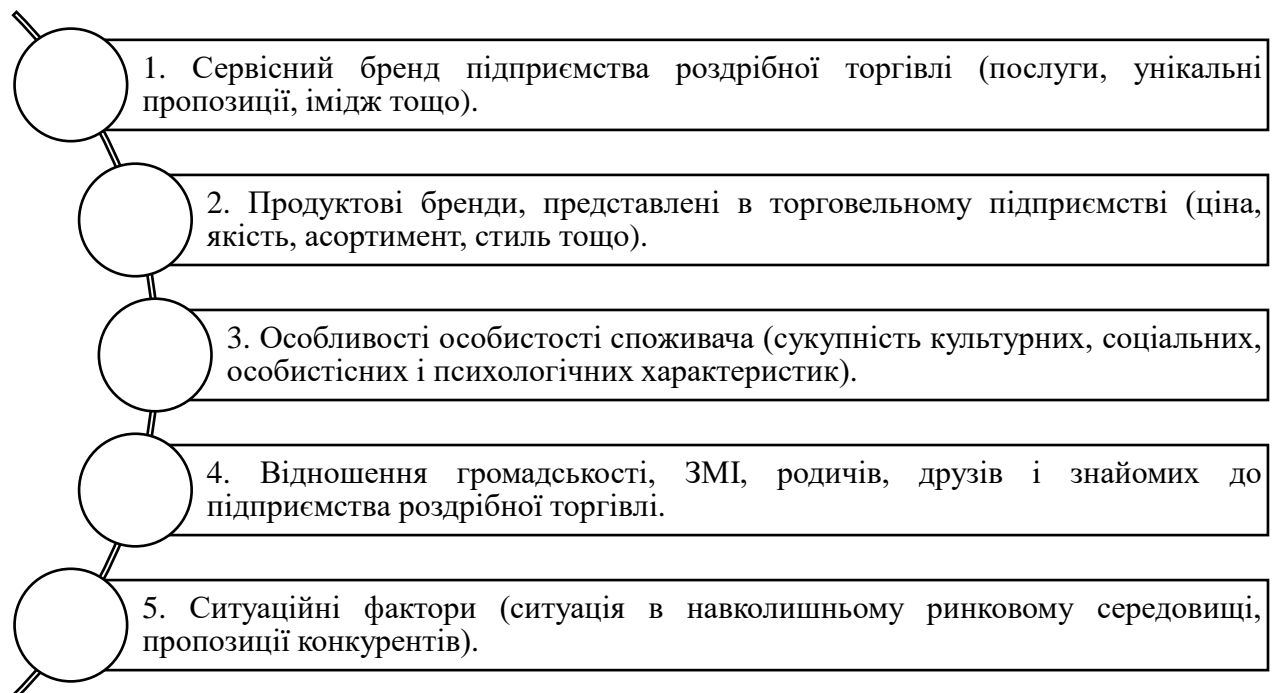 1. Сервісний бренд підприємства роздрібної торгівлі (послуги, унікальні
пропозиції, імідж тощо).
2. Продуктові бренди, представлені в торговельному підприємстві (ціна,
якість, асортимент, стиль тощо).
3. Особливості особистості споживача (сукупність культурних, соціальних,
особистісних і психологічних характеристик).
4. Відношення громадськості, ЗМІ, родичів, друзів і знайомих до
підприємства роздрібної торгівлі.
5. Ситуаційні фактори (ситуація в навколишньому ринковому середовищі,
пропозиції конкурентів).